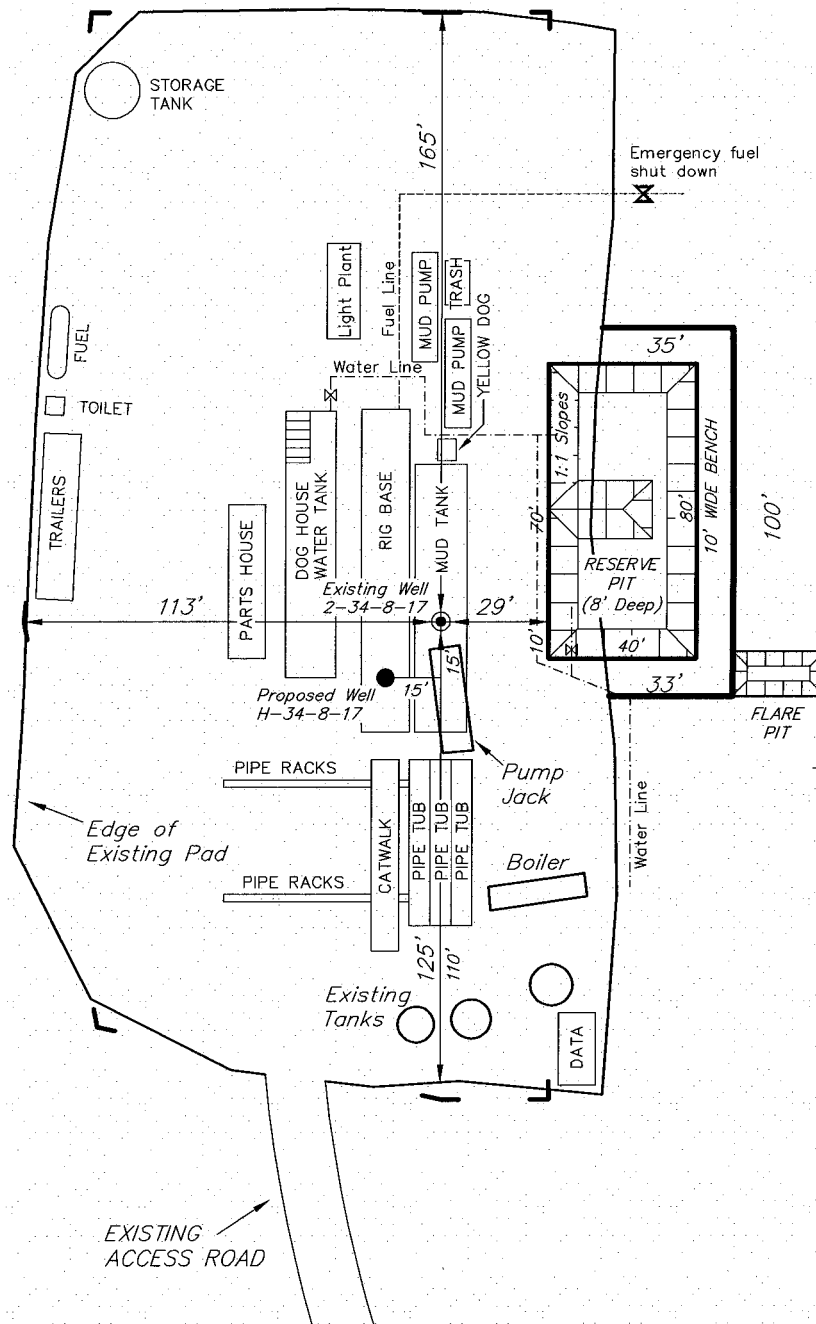 STORAGE
TANK
165'
Emergency fuel
shut down
Light Plant
Fuel Line
MUD PUMP
TRASH
MUD PUMP
YELLOW DOG
FUEL
Water Line
35'
TOILET
1:1 Slopes
TRAILERS
PARTS HOUSE
DOG HOUSE
WATER TANK
RIG BASE
MUD TANK
70'
80'
10' WIDE BENCH
100'
RESERVE
PIT
(8' Deep)
Existing Well
2-34-8-17
113'
29'
10'
40'
15'
15'
Proposed Well
H-34-8-17
33'
FLARE
PIT
PIPE RACKS
Pump
Jack
Edge of
Existing Pad
CATWALK
PIPE TUB
PIPE TUB
PIPE TUB
Water Line
Boiler
PIPE RACKS
125'
110'
Existing
Tanks
DATA
EXISTING
ACCESS ROAD